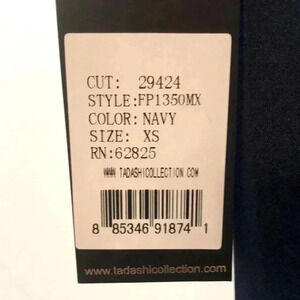 CUT: 29424
STYLE:FP1350MX
COLOR:NAVY
SIZE: XS
RN:62825
WWW TADASHICOLLECTION COM
8 85346 91874 1
www.tadashicollection.com